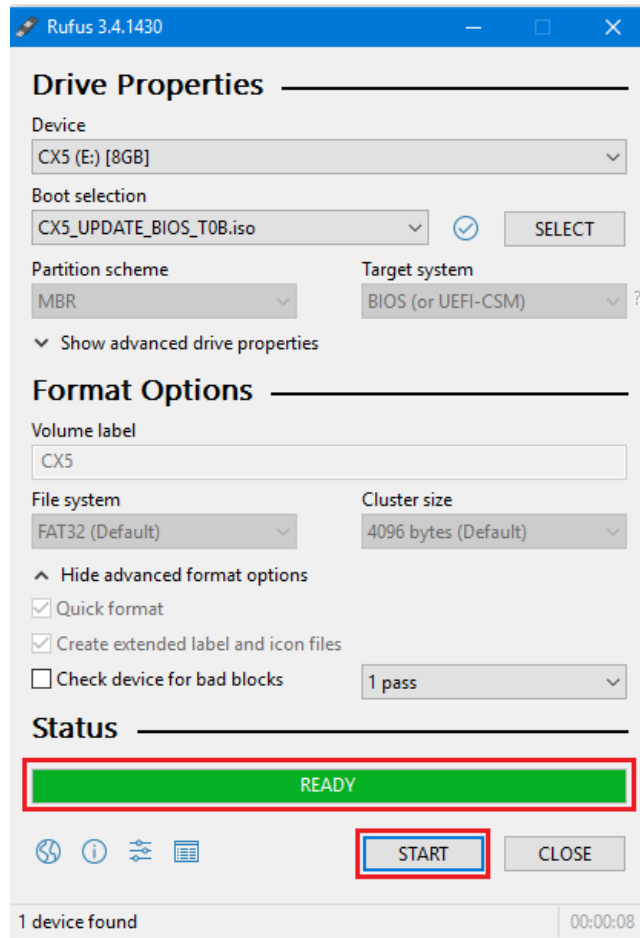 Rufus 3.4.1430
Drive Properties
Device
CX5 (E:) [8GB]
Boot selection
CX5_UPDATE_BIOS_T0B.iso
SELECT
Partition scheme Target system
MBR BIOS (or UEFI-CSM) ?
Show advanced drive properties
Format Options
Volume label
CX5
File system Cluster size
FAT32 (Default) 4096 bytes (Default)
Hide advanced format options
Quick format
Create extended label and icon files
Check device for bad blocks 1 pass
Status
READY
START CLOSE
1 device found 00:00:08